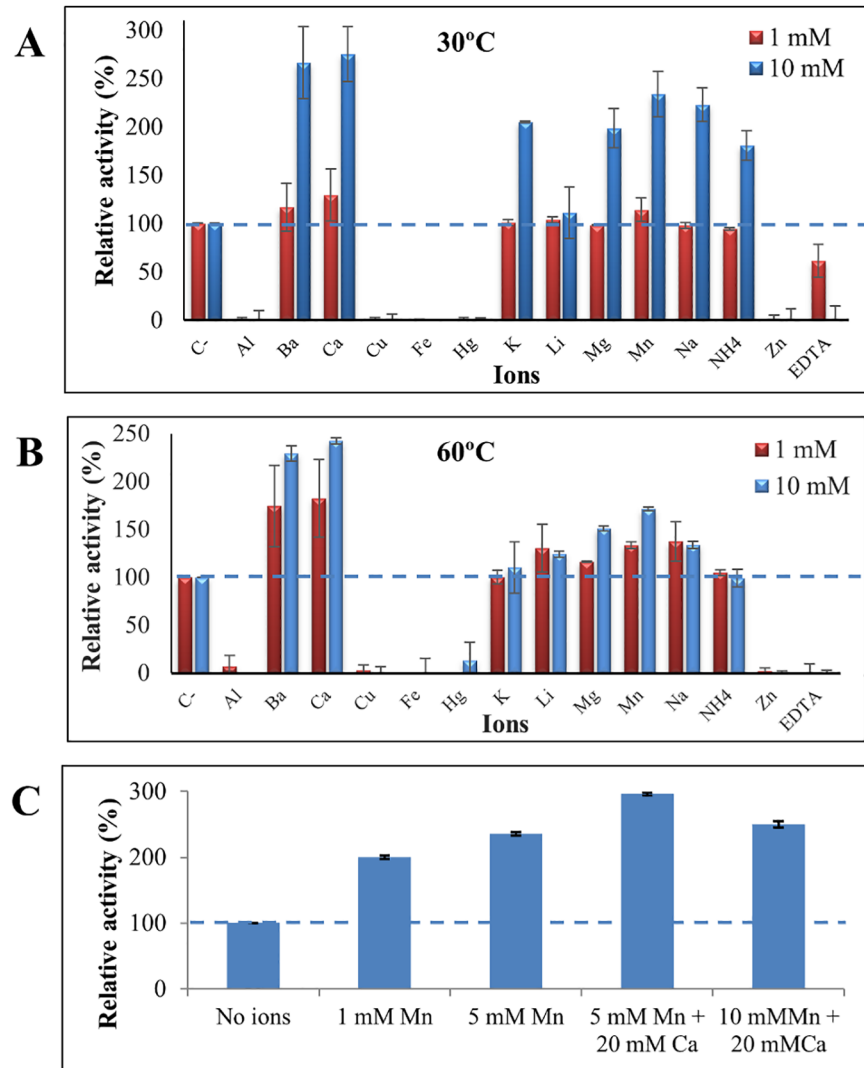 A
30ºC
1 mM
10 mM
Relative activity (%)
300
250
200
150
100
50
0
C- Al Ba Ca Cu Fe Hg K Li Mg Mn Na NH4 Zn EDTA
Ions
B
60ºC
1 mM
10 mM
Relative activity (%)
250
200
150
100
50
0
C- Al Ba Ca Cu Fe Hg K Li Mg Mn Na NH4 Zn EDTA
Ions
C
Relative activity (%)
300
200
100
0
No ions 1 mM Mn 5 mM Mn 5 mM Mn + 10 mMMn +
20 mM Ca 20 mMCa